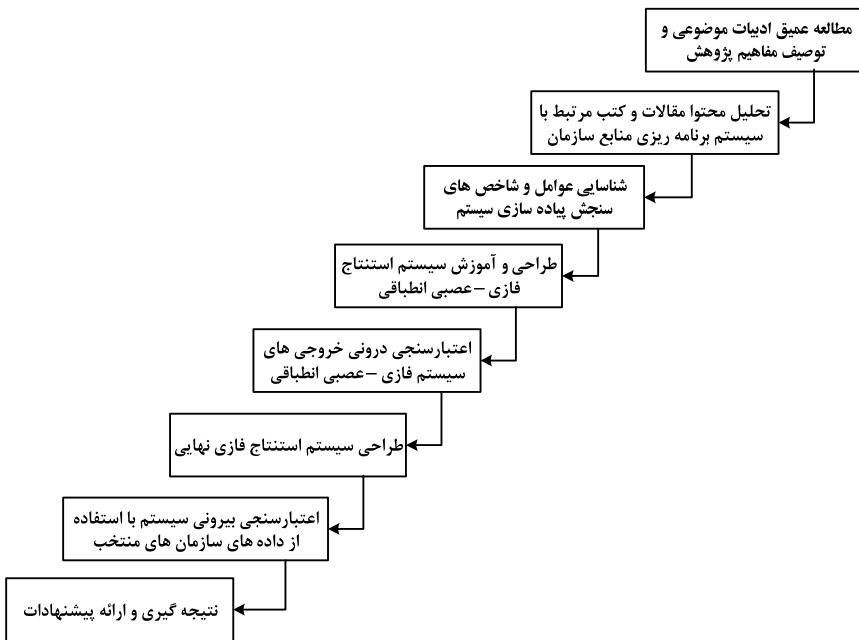 مطالعه عمیق ادبیات موضوعی و
توصیف مفاهیم پژوهش
تحلیل محتوا مقالات و کتب مرتبط با
سیستم برنامه ریزی منابع سازمان
شناسایی عوامل و شاخص های
سنجش پیاده سازی سیستم
طراحی و آموزش سیستم استنتاج
فازی – عصبی انطباقی
اعتبارسنجی درونی خروجی های
سیستم فازی – عصبی انطباقی
طراحی سیستم استنتاج فازی نهایی
اعتبارسنجی بیرونی سیستم با استفاده
از داده های سازمان های منتخب
نتیجه گیری و ارائه پیشنهادات